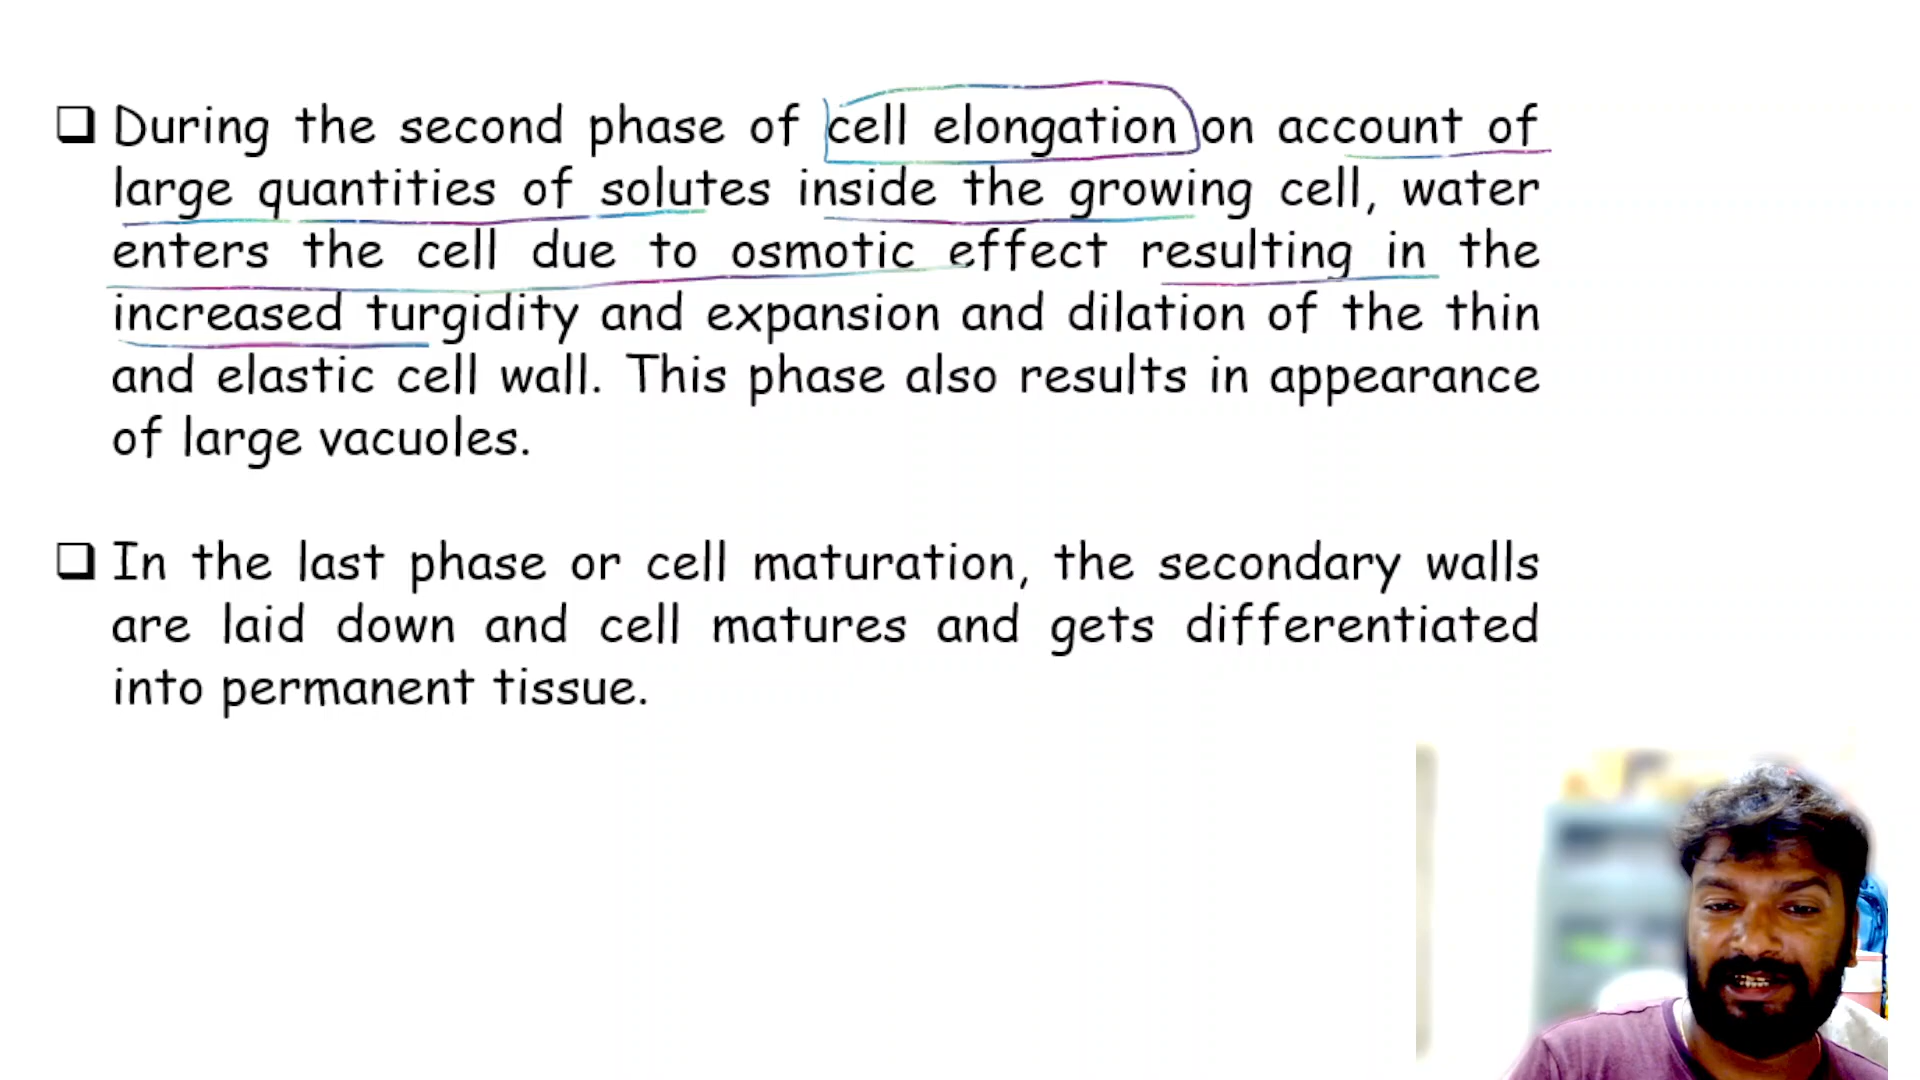 During the second phase of cell elongation on account of
large quantities of solutes inside the growing cell, water
enters the cell due to osmotic effect resulting in the
increased turgidity and expansion and dilation of the thin
and elastic cell wall. This phase also results in appearance
of large vacuoles.
In the last phase or cell maturation, the secondary walls
are laid down and cell matures and gets differentiated
into permanent tissue.